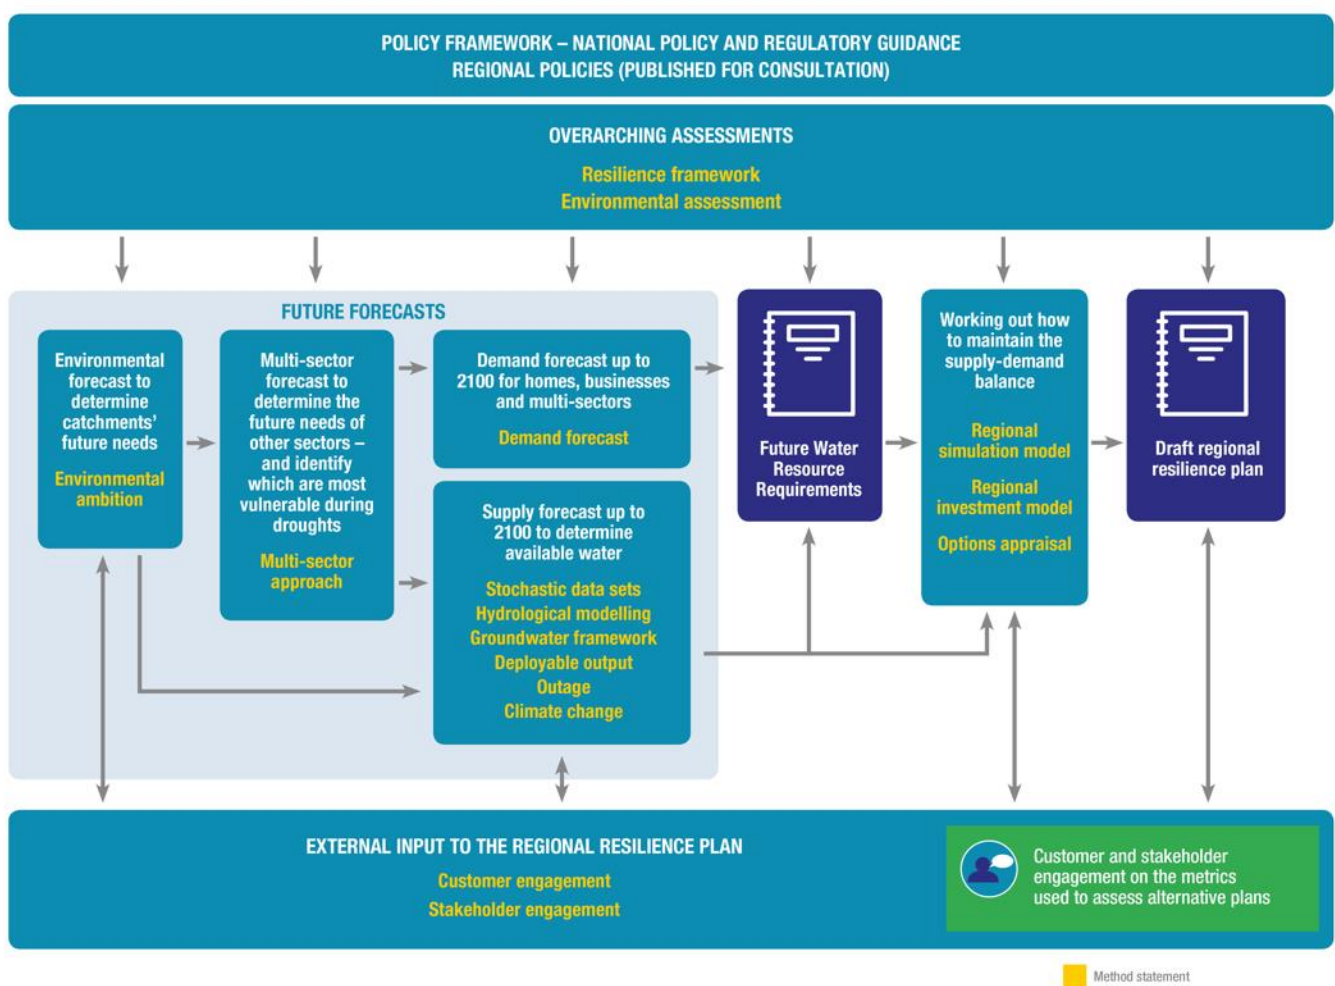 POLICY FRAMEWORK – NATIONAL POLICY AND REGULATORY GUIDANCE
REGIONAL POLICIES (PUBLISHED FOR CONSULTATION)
OVERARCHING ASSESSMENTS
Resilience framework
Environmental assessment
FUTURE FORECASTS
Environmental
forecast to
determine
catchments’
future needs
Environmental
ambition
Multi-sector
forecast to
determine the
future needs of
other sectors –
and identify
which are most
vulnerable during
droughts
Multi-sector
approach
Demand forecast up to
2100 for homes, businesses
and multi-sectors
Demand forecast
Supply forecast up to
2100 to determine
available water
Stochastic data sets
Hydrological modelling
Groundwater framework
Deployable output
Outage
Climate change
Future Water
Resource
Requirements
Working out how
to maintain the
supply-demand
balance
Regional
simulation model
Regional
investment model
Options appraisal
Draft regional
resilience plan
EXTERNAL INPUT TO THE REGIONAL RESILIENCE PLAN
Customer engagement
Stakeholder engagement
Customer and stakeholder
engagement on the metrics
used to assess alternative plans
Method statement